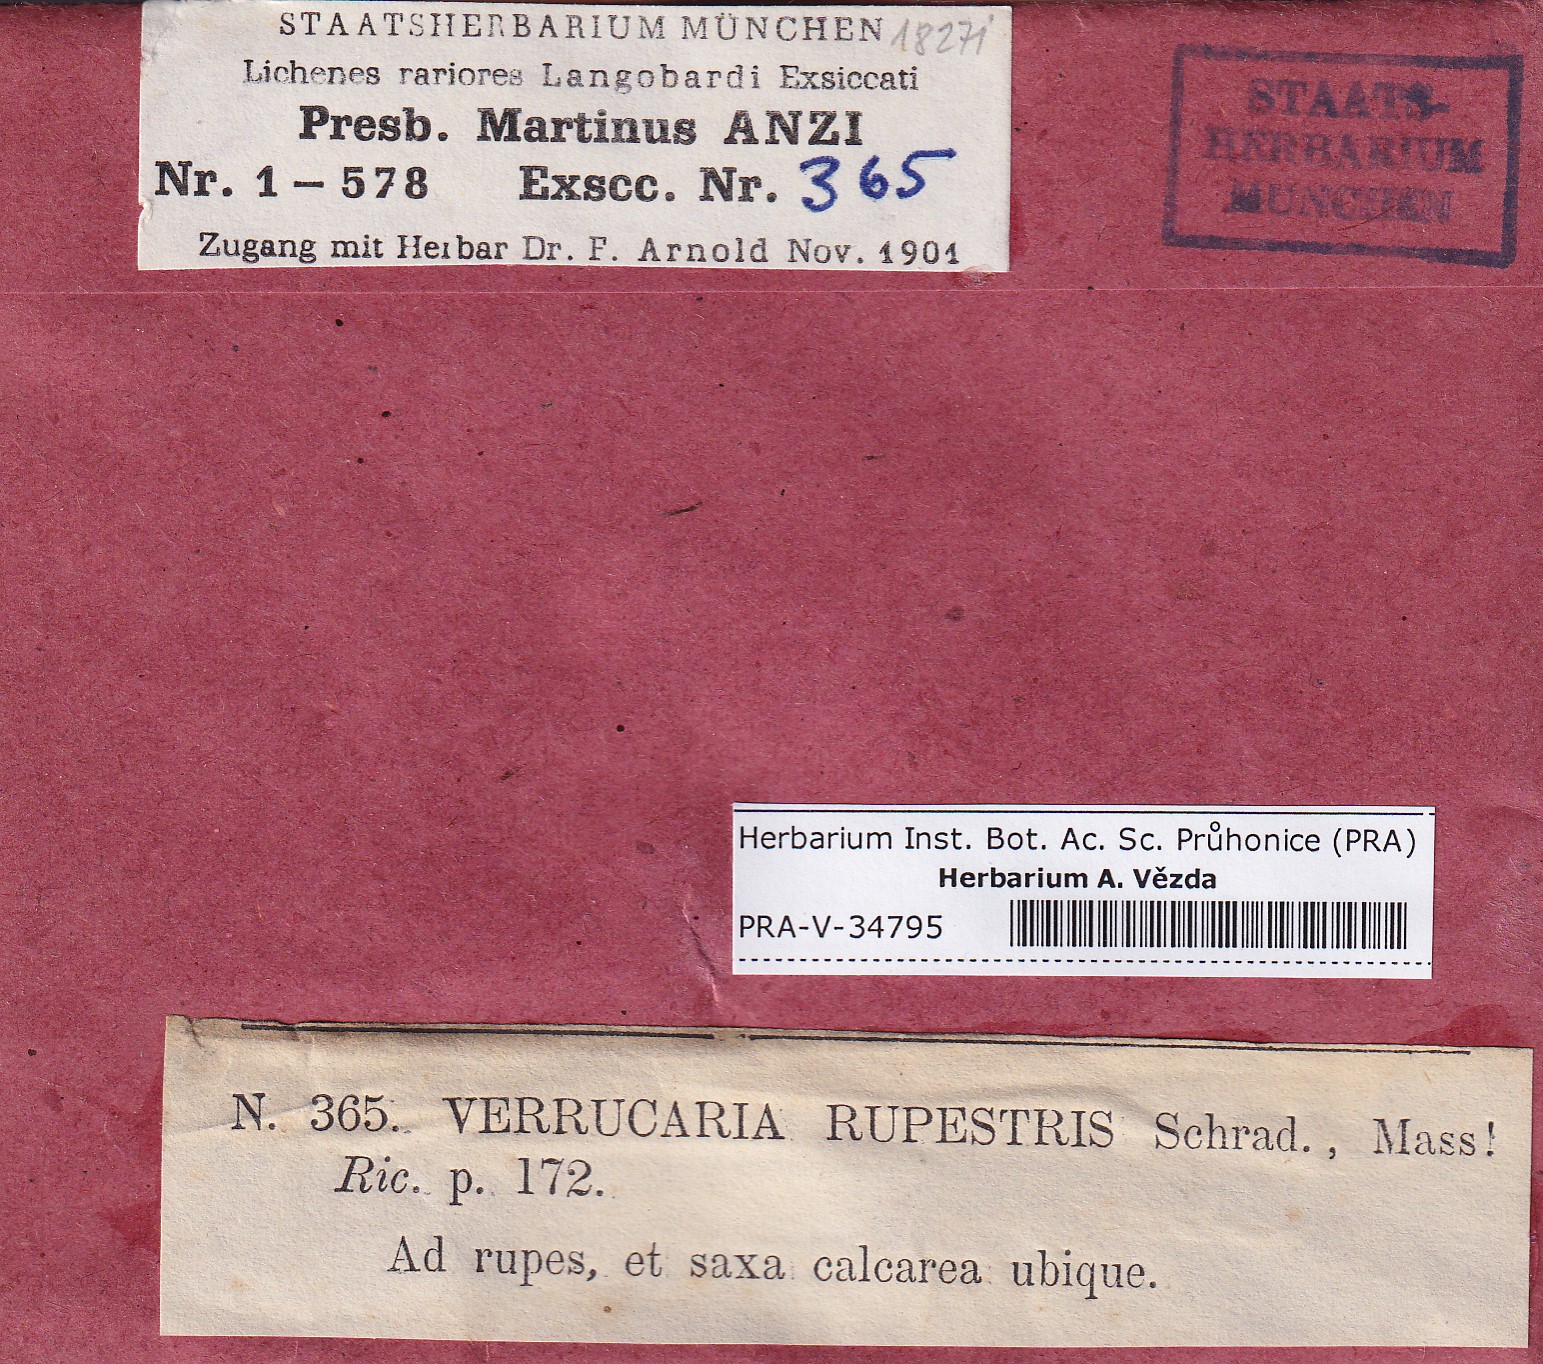 STAATSHERBARIUM MÜNCHEN 18271
Lichenes rariores Langobardi Exsiccati
Presb. Martinus ANZI
Nr. 1 – 578 Exscc. Nr. 365
Zugang mit Herbar Dr. F. Arnold Nov. 1901
STAATS-
HERBARIUM
MÜNCHEN
Herbarium Inst. Bot. Ac. Sc. Průhonice (PRA)
Herbarium A. Vězda
PRA-V-34795
N. 365. VERRUCARIA RUPESTRIS Schrad., Mass!
Ric. p. 172.
Ad rupes, et saxa calcarea ubique.